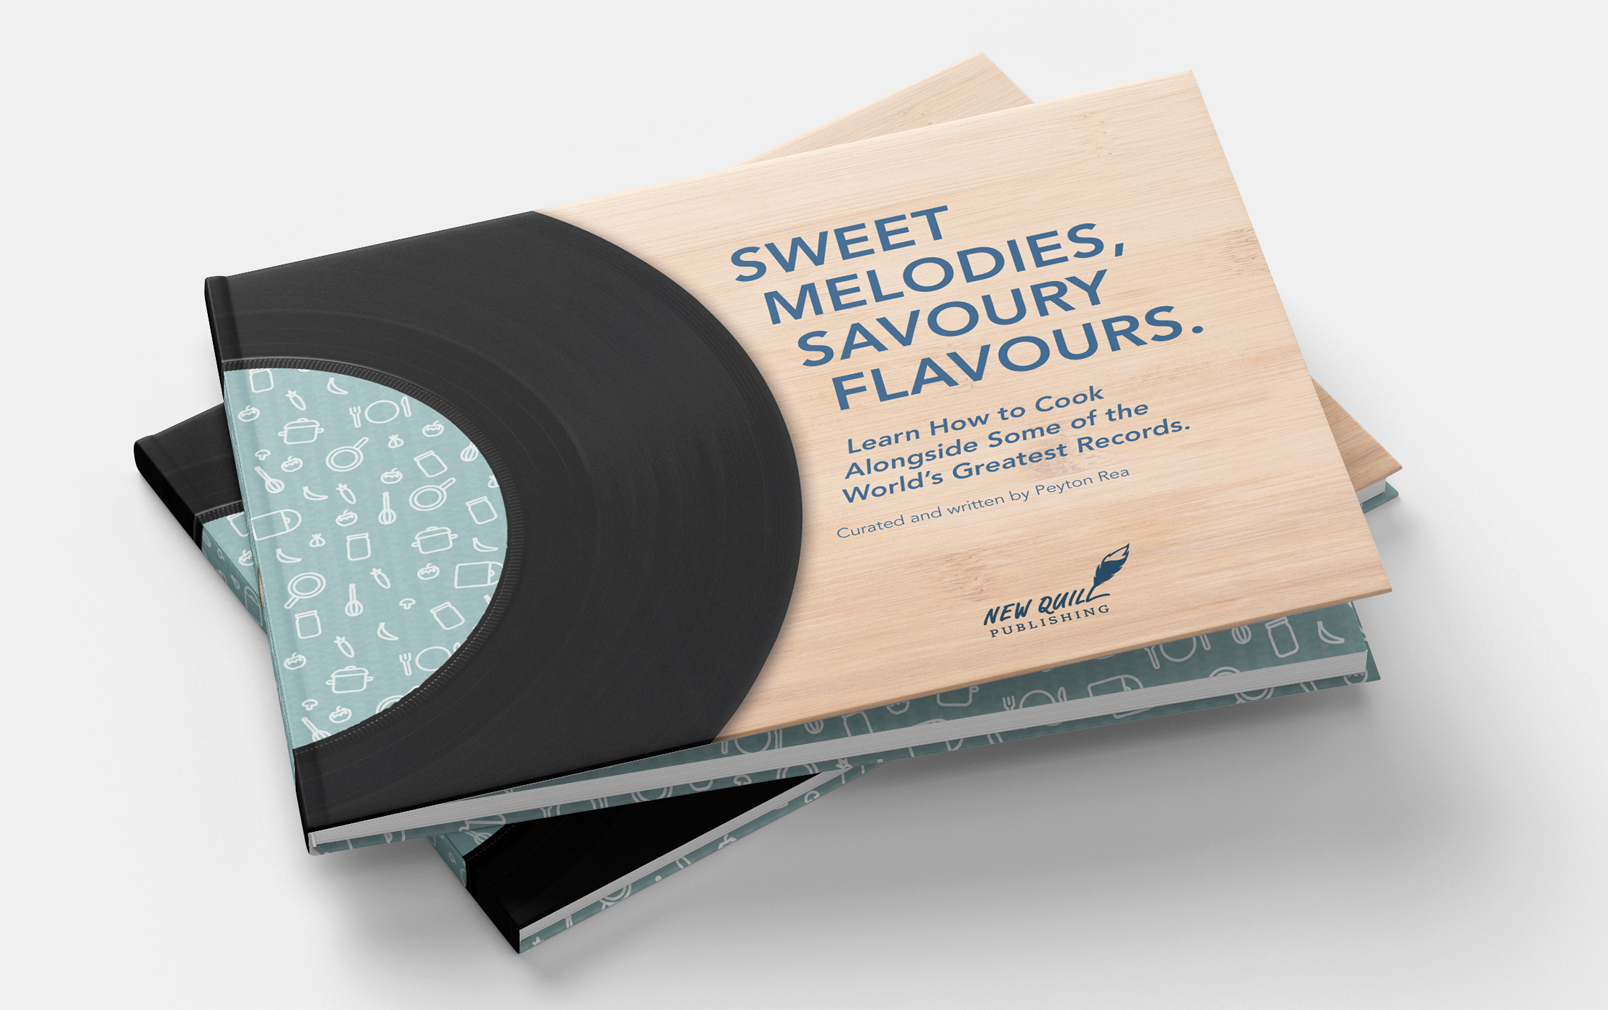 SWEET
MELODIES,
SAVOURY
FLAVOURS.
Learn How to Cook
Alongside Some of the
World's Greatest Records.
Curated and written by Peyton Rea
NEW QUILL
PUBLISHING